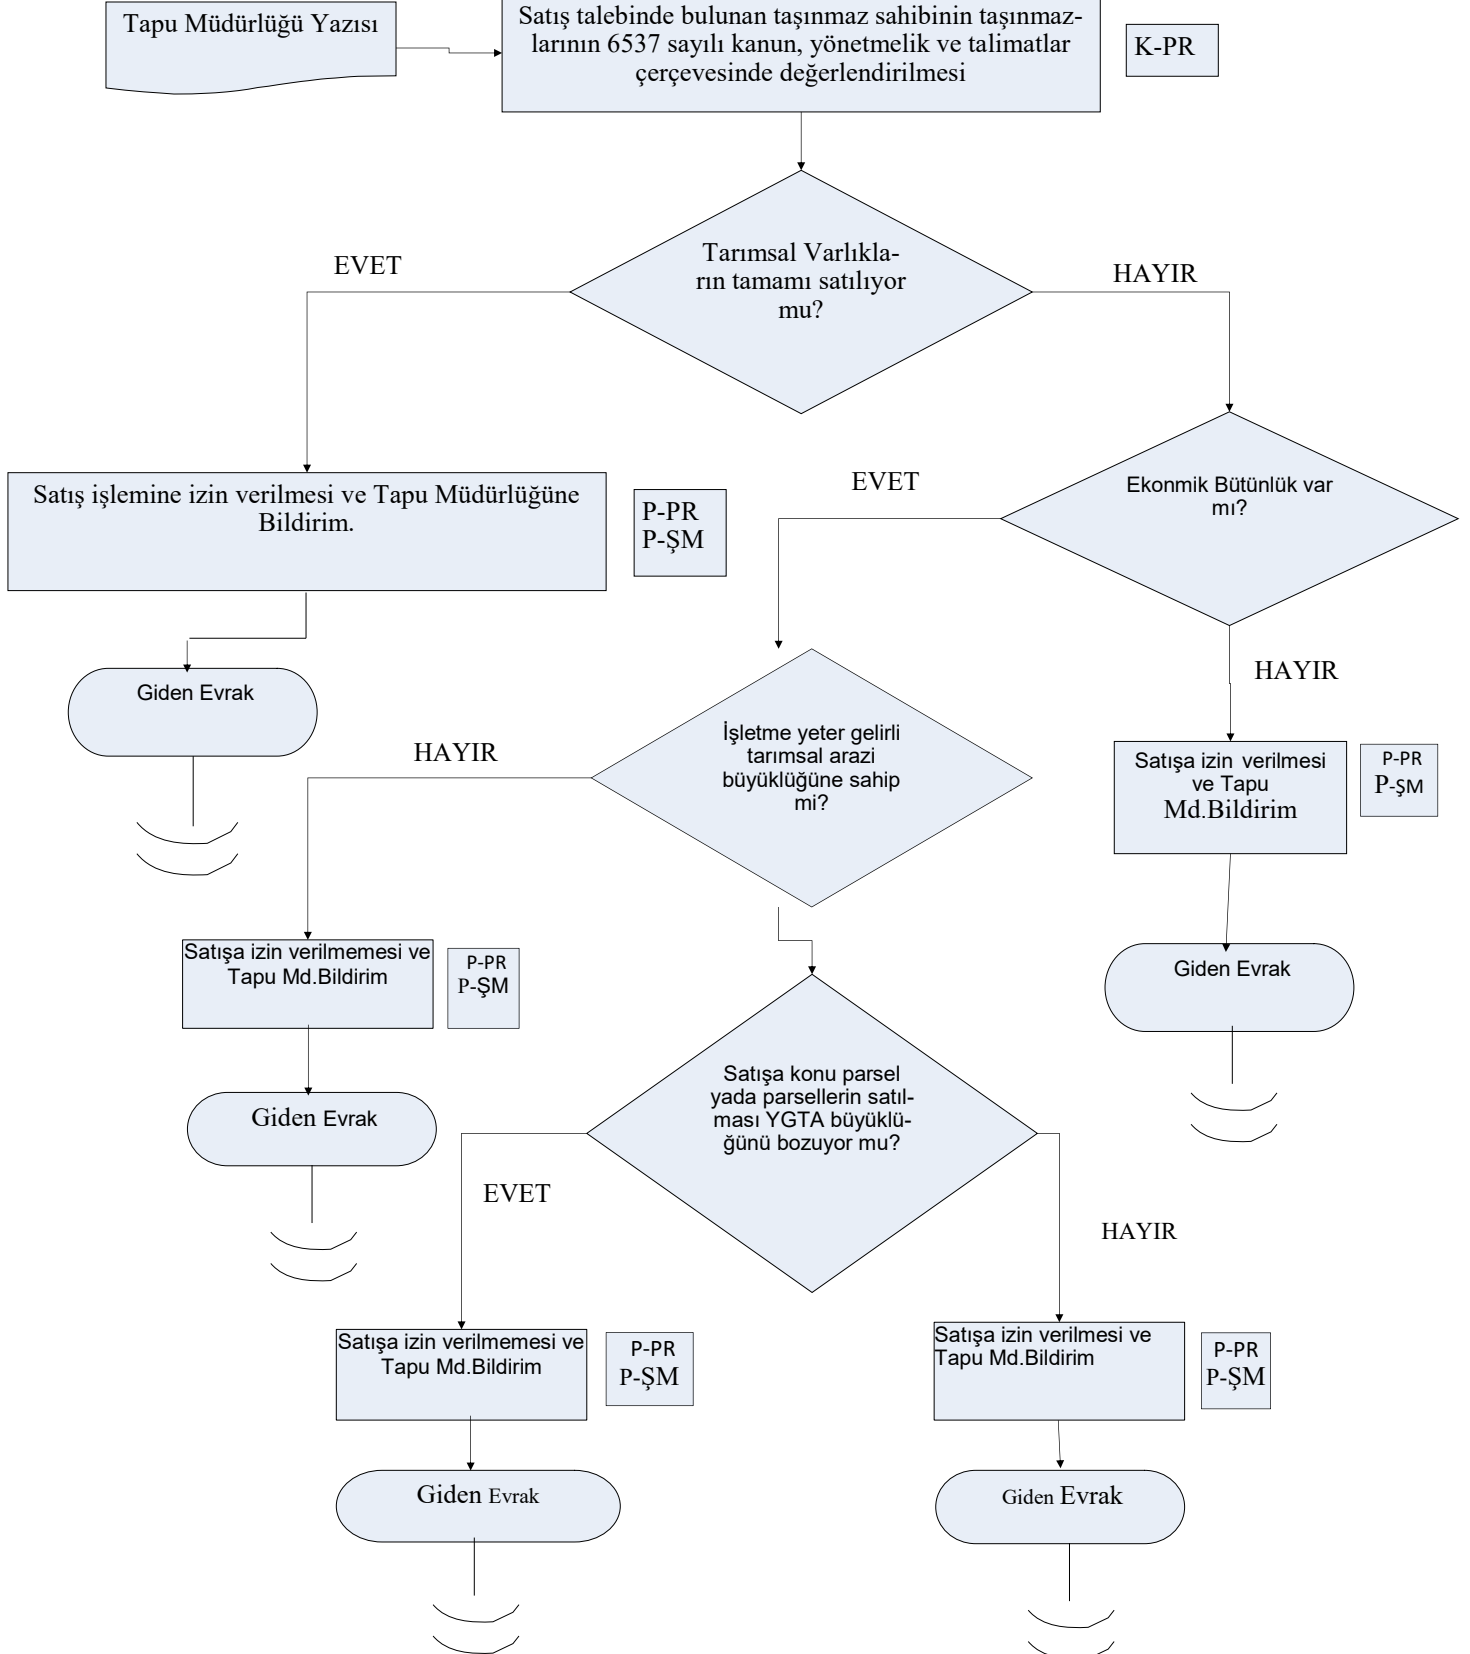 Tapu Müdürlüğü Yazısı
Satış talebinde bulunan taşınmaz sahibinin taşınmaz-
larının 6537 sayılı kanun, yönetmelik ve talimatlar
çerçevesinde değerlendirilmesi
K-PR
Tarımsal Varlıkla-
rın tamamı satılıyor
mu?
EVET
HAYIR
Satış işlemine izin verilmesi ve Tapu Müdürlüğüne
Bildirim.
P-PR
P-ŞM
EVET
Ekonmik Bütünlük var
mı?
Giden Evrak
HAYIR
HAYIR
İşletme yeter gelirli
tarımsal arazi
büyüklüğüne sahip
mi?
Satışa izin verilmesi
ve Tapu
Md.Bildirim
P-PR
P-ŞM
Satışa izin verilmemesi ve
Tapu Md.Bildirim
P-PR
P-ŞM
Giden Evrak
Giden Evrak
Satışa konu parsel
yada parsellerin satıl-
ması YGTA büyüklü-
ğünü bozuyor mu?
EVET
HAYIR
Satışa izin verilmemesi ve
Tapu Md.Bildirim
P-PR
P-ŞM
Satışa izin verilmesi ve
Tapu Md.Bildirim
P-PR
P-ŞM
Giden Evrak
Giden Evrak